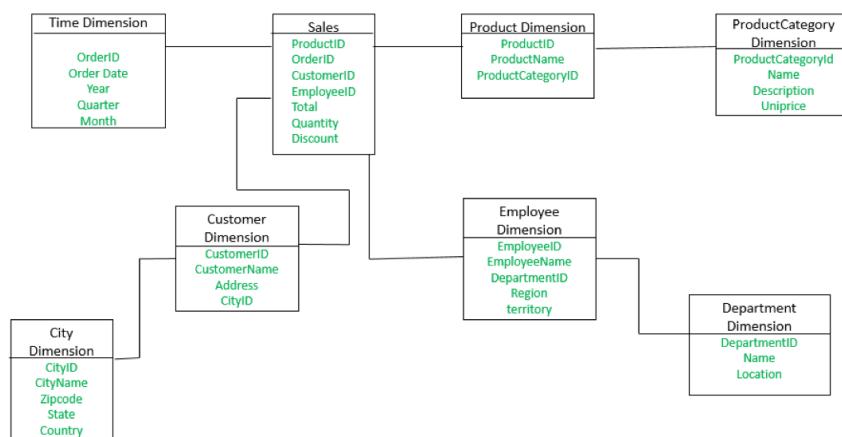 Time Dimension
OrderID
Order Date
Year
Quarter
Month
Sales
ProductID
OrderID
CustomerID
EmployeeID
Total
Quantity
Discount
Product Dimension
ProductID
ProductName
ProductCategoryID
ProductCategory
Dimension
ProductCategoryId
Name
Description
Uniprice
Customer
Dimension
CustomerID
CustomerName
Address
CityID
Employee
Dimension
EmployeeID
EmployeeName
DepartmentID
Region
territory
City
Dimension
CityID
CityName
Zipcode
State
Country
Department
Dimension
DepartmentID
Name
Location